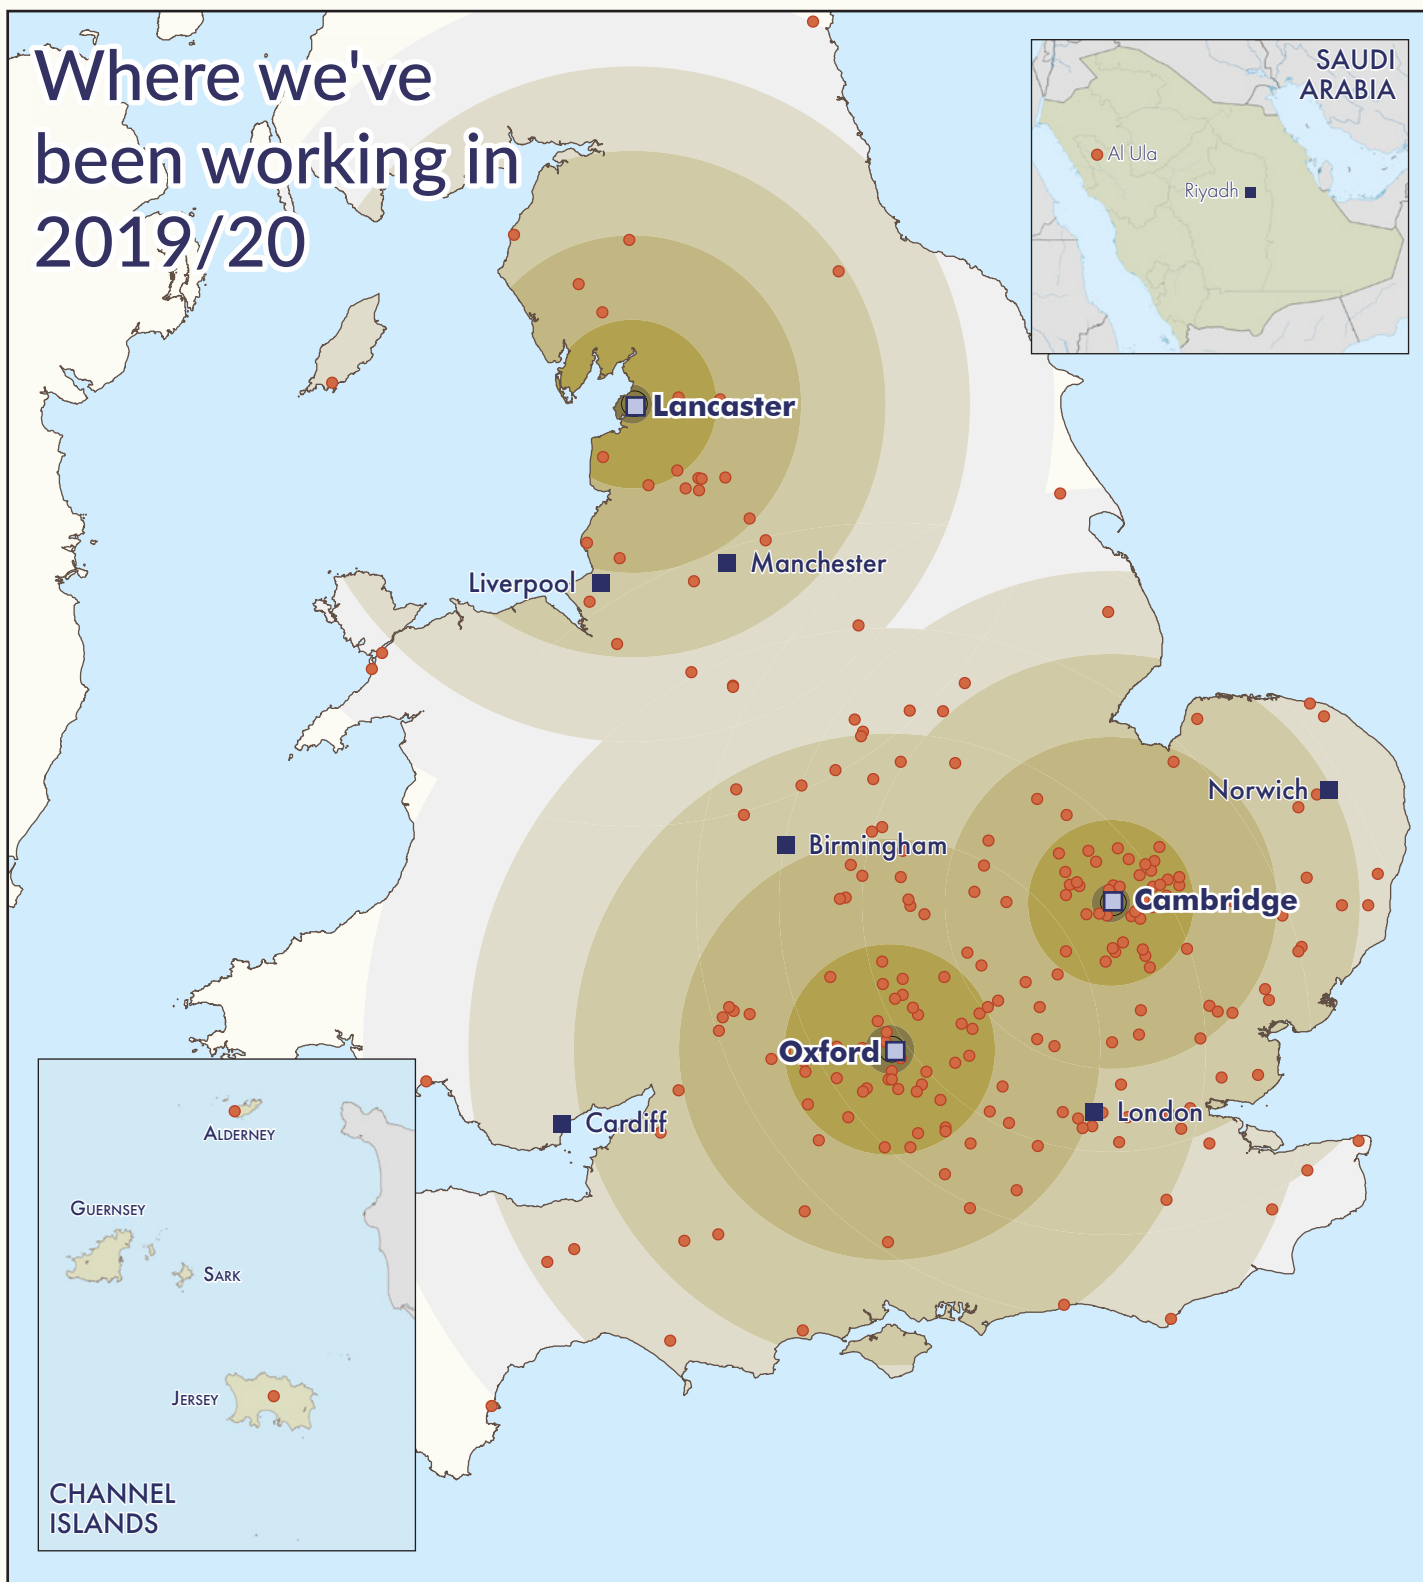 Where we've
been working in
2019/20
SAUDI
ARABIA
Al Ula
Riyadh
Lancaster
Manchester
Liverpool
Norwich
Birmingham
Cambridge
Oxford
London
Cardiff
ALDERNEY
GUERNSEY
SARK
JERSEY
CHANNEL
ISLANDS